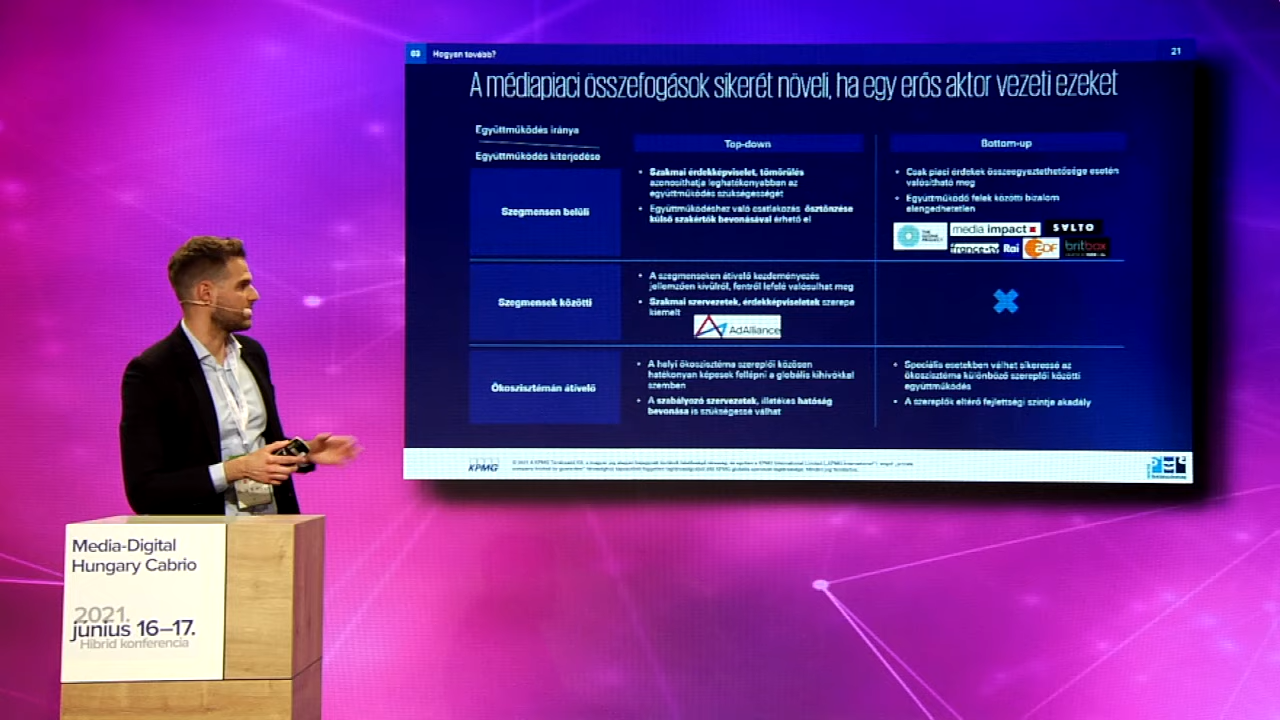 03 Hogyan tovább? 21
A médiapiaci összefogások sikerét növeli, ha egy erős aktor vezeti ezeket
Együttműködés iránya
Együttműködés kiterjedése
Top-down
Bottom-up
Szegmensen belüli
• Szakmai érdekképviselet, tömörülés
azonosíthatja leghatékonyabban az
együttműködés szükségességét
• Együttműködéshez való csatlakozás ösztönzése
külső szakértők bevonásával érhető el
• Csak piaci érdekek összeegyeztethetősége esetén
valósítható meg
• Együttműködő felek közötti bizalom
elengedhetetlen
media impact
SALTO
france•tv
Rai
ZDF
britbox
Szegmensek közötti
• A szegmenseken átívelő kezdeményezés
jellemzően kívülről, fentről lefelé valósulhat meg
• Szakmai szervezetek, érdekképviseletek szerepe
kiemelt
AdAlliance
Ökoszisztémán átívelő
• A helyi ökoszisztéma szereplői közösen
hatékonyan képesek fellépni a globális kihívókkal
szemben
• A szabályozó szervezetek, illetékes hatóság
bevonása is szükségessé válhat
• Speciális esetekben válhat sikeressé az
ökoszisztéma különböző szereplői közötti
együttműködés
• A szereplők eltérő fejlettségi szintje akadály
KPMG
Media-Digital
Hungary Cabrio
2021.
június 16–17.
Hibrid konferencia